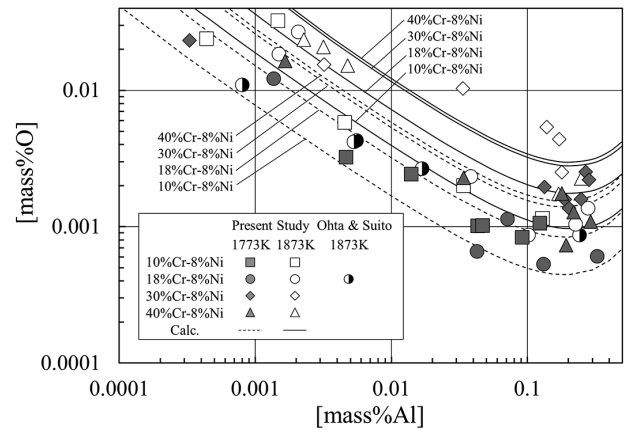 [mass%O]
0.01
0.001
0.0001
40%Cr-8%Ni
30%Cr-8%Ni
18%Cr-8%Ni
10%Cr-8%Ni
40%Cr-8%Ni
30%Cr-8%Ni
18%Cr-8%Ni
10%Cr-8%Ni
Present Study Ohta & Suito
1773K 1873K 1873K
10%Cr-8%Ni
18%Cr-8%Ni
30%Cr-8%Ni
40%Cr-8%Ni
Calc.
0.0001 0.001 0.01 0.1
[mass%Al]